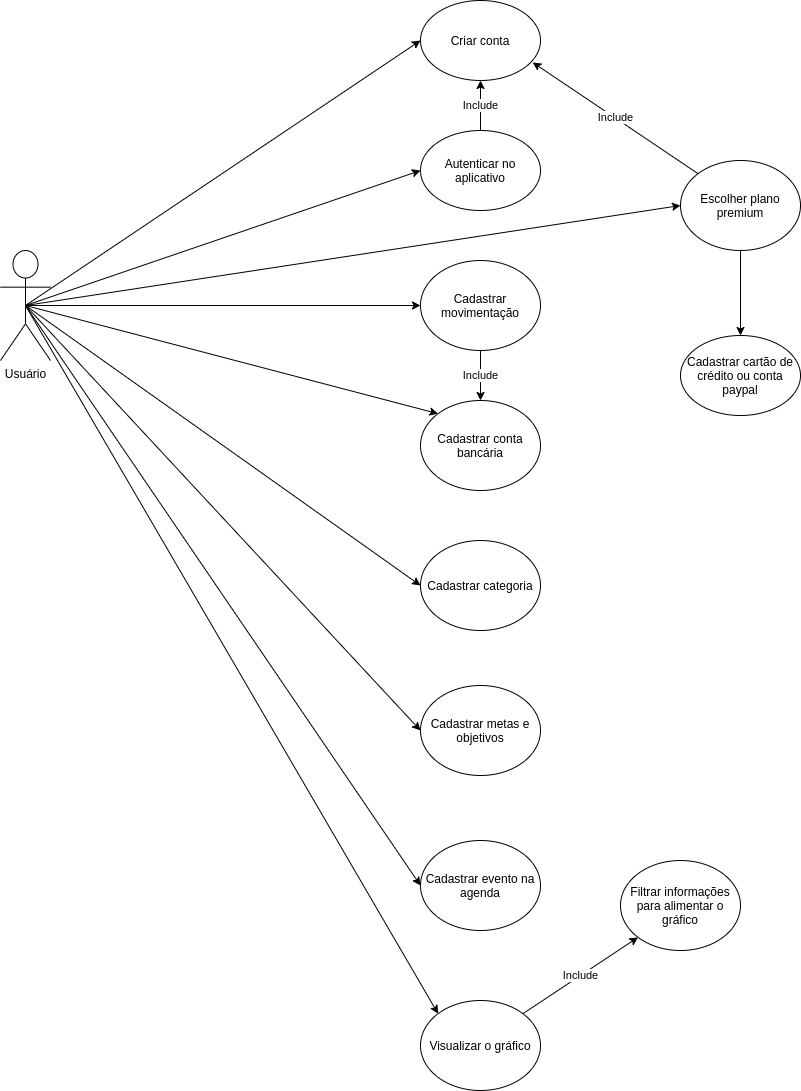 Criar conta
Include
Include
Autenticar no
aplicativo
Escolher plano
premium
Cadastrar
movimentação
Usuário
Include
Cadastrar cartão de
crédito ou conta
paypal
Cadastrar conta
bancária
Cadastrar categoria
Cadastrar metas e
objetivos
Cadastrar evento na
agenda
Filtrar informações
para alimentar o
gráfico
Include
Visualizar o gráfico